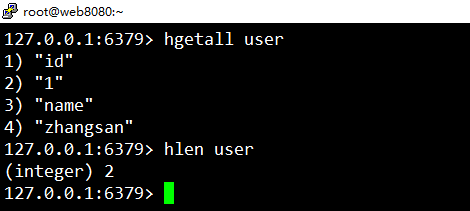 root@web8080:~
127.0.0.1:6379> hgetall user
1) "id"
2) "1"
3) "name"
4) "zhangsan"
127.0.0.1:6379> hlen user
(integer) 2
127.0.0.1:6379>